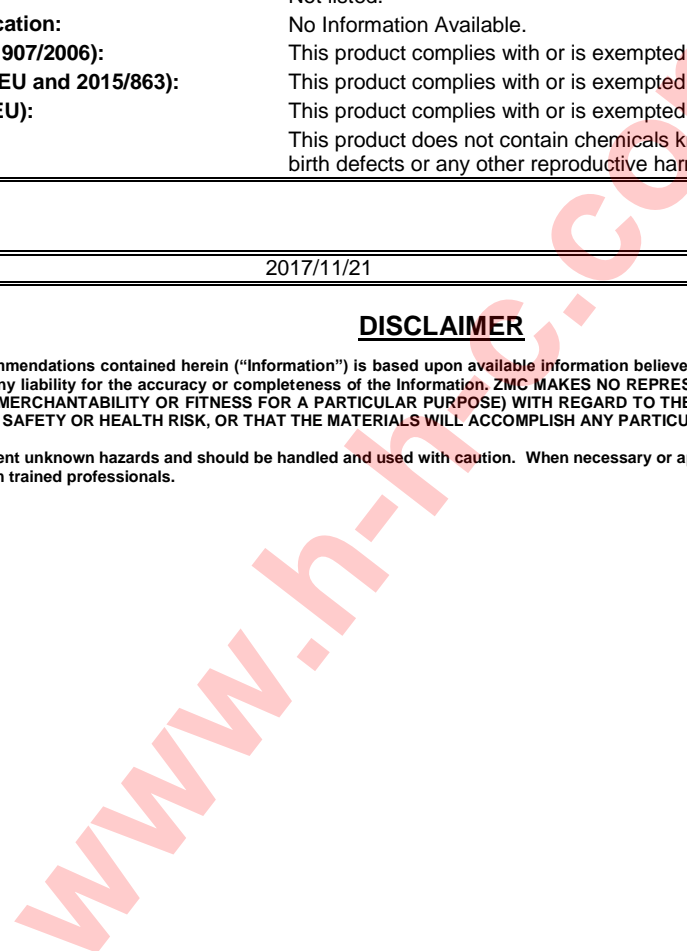 Not listed.
cation: No Information Available.
907/2006): This product complies with or is exempted
EU and 2015/863): This product complies with or is exempted
EU): This product complies with or is exempted
This product does not contain chemicals k
birth defects or any other reproductive har
2017/11/21
DISCLAIMER
mmendations contained herein (“Information”) is based upon available information believe
ny liability for the accuracy or completeness of the Information. ZMC MAKES NO REPRES
MERCHANTABILITY OR FITNESS FOR A PARTICULAR PURPOSE) WITH REGARD TO THE
SAFETY OR HEALTH RISK, OR THAT THE MATERIALS WILL ACCOMPLISH ANY PARTICU
ent unknown hazards and should be handled and used with caution. When necessary or a
n trained professionals.
www.h-h-c.co